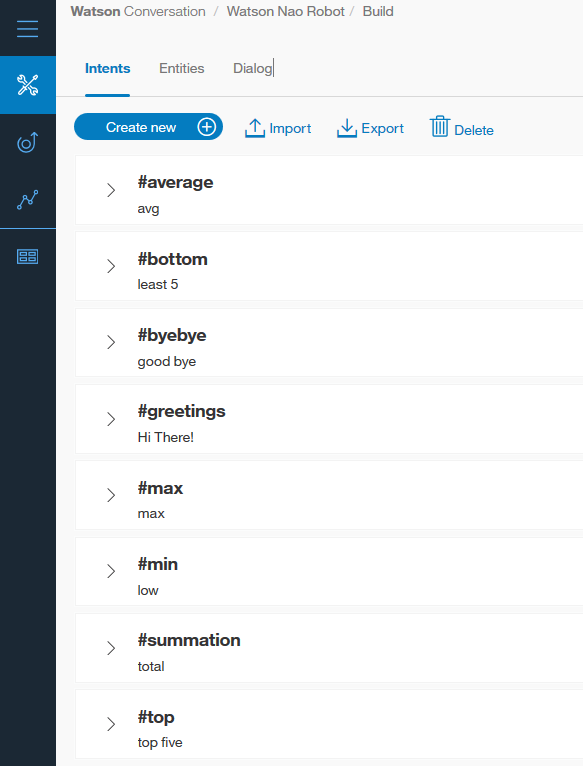 Watson Conversation / Watson Nao Robot / Build
Intents Entities Dialog
Create new Import Export Delete
#average
avg
#bottom
least 5
#byebye
good bye
#greetings
Hi There!
#max
max
#min
low
#summation
total
#top
top five